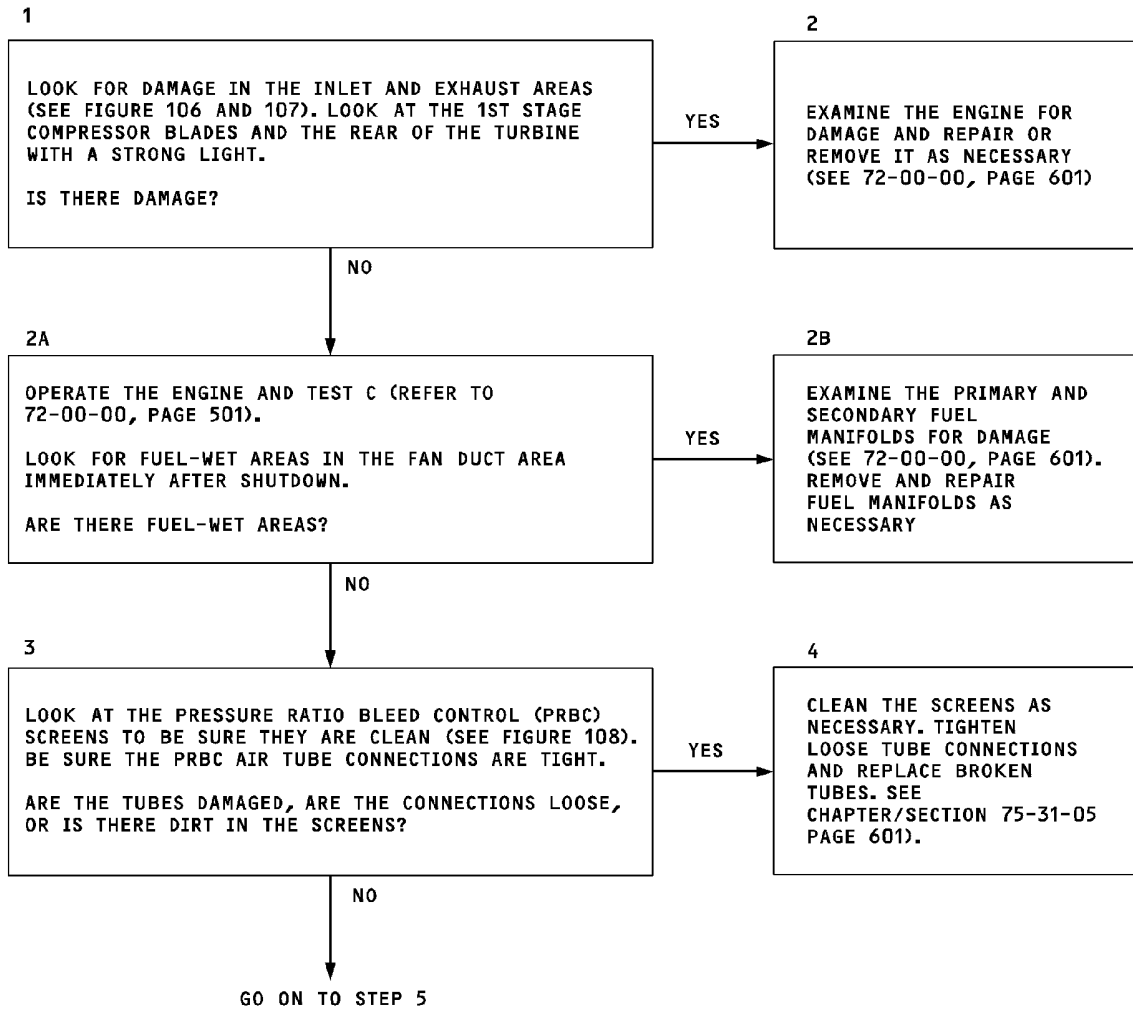 1
LOOK FOR DAMAGE IN THE INLET AND EXHAUST AREAS
(SEE FIGURE 106 AND 107). LOOK AT THE 1ST STAGE
COMPRESSOR BLADES AND THE REAR OF THE TURBINE
WITH A STRONG LIGHT.
IS THERE DAMAGE?
YES
2
EXAMINE THE ENGINE FOR
DAMAGE AND REPAIR OR
REMOVE IT AS NECESSARY
(SEE 72-00-00, PAGE 601)
NO
2A
OPERATE THE ENGINE AND TEST C (REFER TO
72-00-00, PAGE 501).
LOOK FOR FUEL-WET AREAS IN THE FAN DUCT AREA
IMMEDIATELY AFTER SHUTDOWN.
ARE THERE FUEL-WET AREAS?
YES
2B
EXAMINE THE PRIMARY AND
SECONDARY FUEL
MANIFOLDS FOR DAMAGE
(SEE 72-00-00, PAGE 601).
REMOVE AND REPAIR
FUEL MANIFOLDS AS
NECESSARY
NO
3
LOOK AT THE PRESSURE RATIO BLEED CONTROL (PRBC)
SCREENS TO BE SURE THEY ARE CLEAN (SEE FIGURE 108).
BE SURE THE PRBC AIR TUBE CONNECTIONS ARE TIGHT.
ARE THE TUBES DAMAGED, ARE THE CONNECTIONS LOOSE,
OR IS THERE DIRT IN THE SCREENS?
YES
4
CLEAN THE SCREENS AS
NECESSARY. TIGHTEN
LOOSE TUBE CONNECTIONS
AND REPLACE BROKEN
TUBES. SEE
CHAPTER/SECTION 75-31-05
PAGE 601).
NO
GO ON TO STEP 5